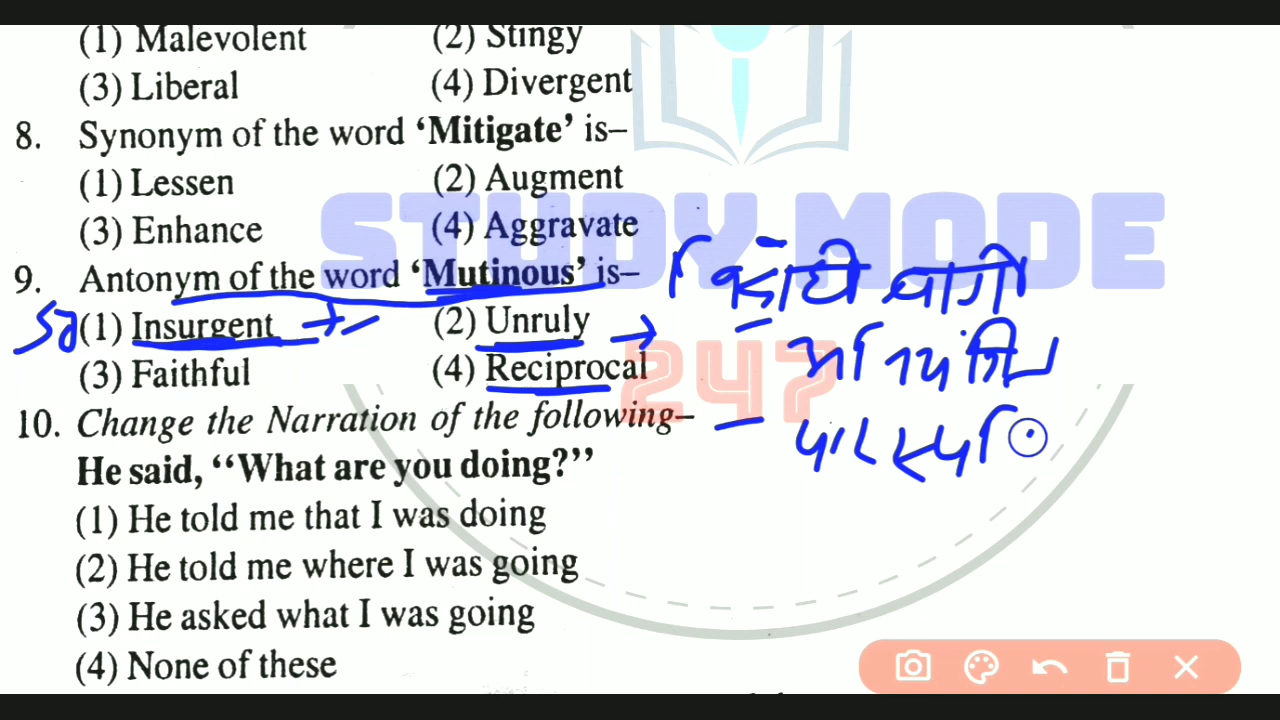 (1) Malevolent (2) Stingy
(3) Liberal (4) Divergent
8. Synonym of the word ‘Mitigate’ is–
(1) Lessen (2) Augment
(3) Enhance (4) Aggravate
STUDY MODE
9. Antonym of the word ‘Mutinous’ is–
(1) Insurgent (2) Unruly
247
(3) Faithful (4) Reciprocal
10. Change the Narration of the following–
He said, “What are you doing?”
(1) He told me that I was doing
(2) He told me where I was going
(3) He asked what I was going
(4) None of these